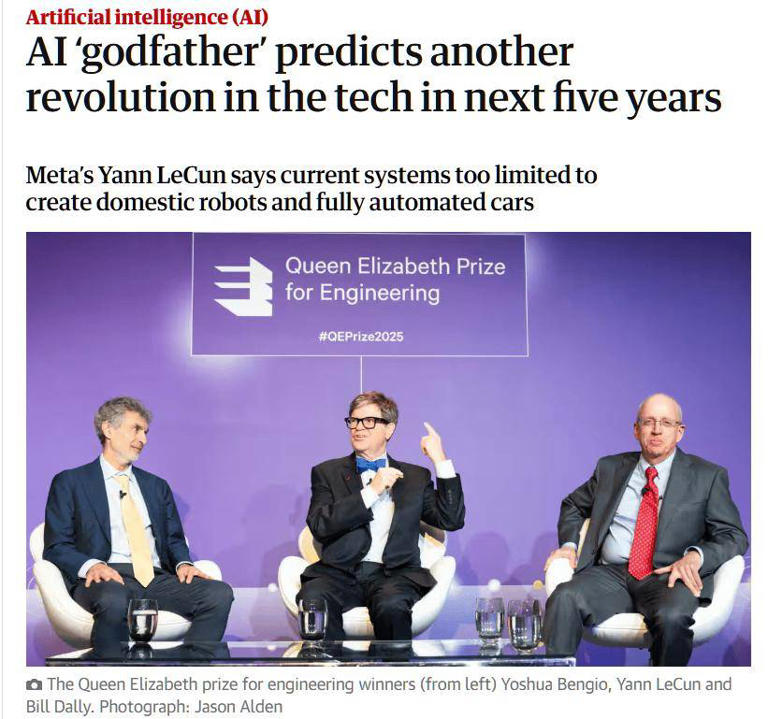 Artificial intelligence (AI)
AI ‘godfather’ predicts another
revolution in the tech in next five years
Meta’s Yann LeCun says current systems too limited to
create domestic robots and fully automated cars
Queen Elizabeth Prize
for Engineering
#QEPrize2025
The Queen Elizabeth prize for engineering winners (from left) Yoshua Bengio, Yann LeCun and
Bill Dally. Photograph: Jason Alden